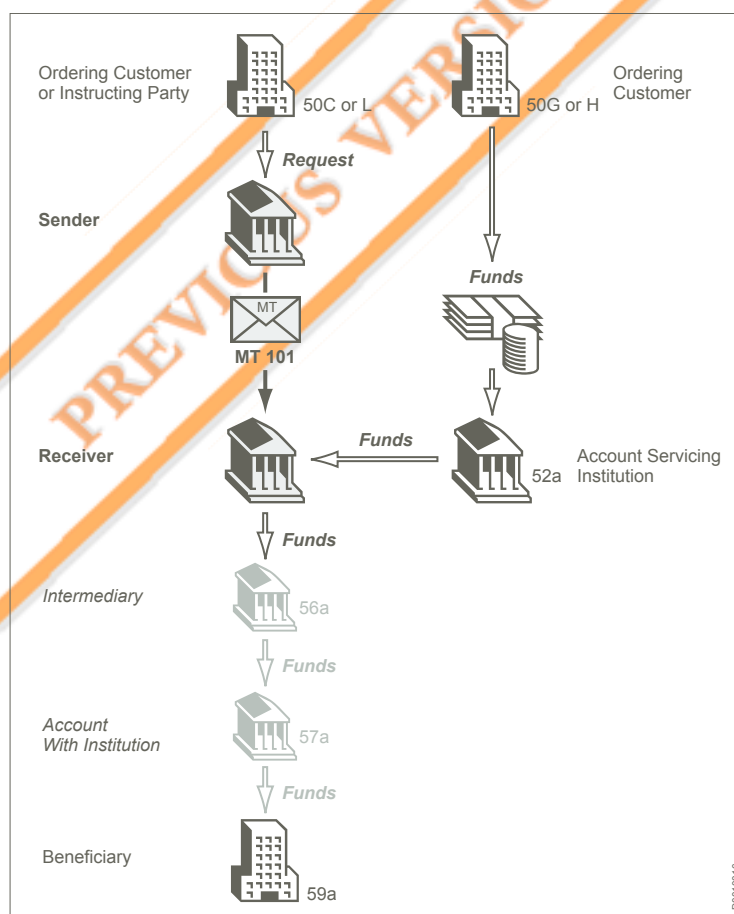 PREVIOUS VERSION
Ordering Customer
or Instructing Party
50C or L
Ordering
Customer
50G or H
Request
Sender
Funds
MT
MT 101
Receiver
Funds
52a
Account Servicing
Institution
Funds
Intermediary
56a
Funds
Account
With Institution
57a
Funds
Beneficiary
59a